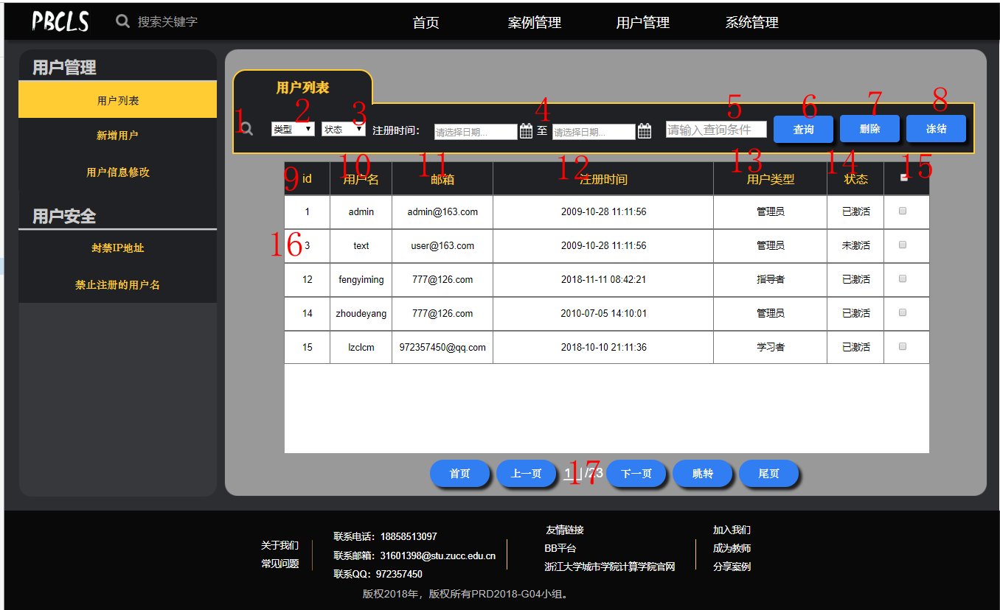 PBCLS 搜索关键字 首页 案例管理 用户管理 系统管理
用户管理
用户列表
新增用户
用户信息修改
用户安全
封禁IP地址
禁止注册的用户名
用户列表
1 2 3 4 5 6 7 8
类型 状态 注册时间: 请选择日期... 至 请选择日期... 请输入查询条件 查询 删除 冻结
9 10 11 12 13 14 15
id 用户名 邮箱 注册时间 用户类型 状态
1 admin admin@163.com 2009-10-28 11:11:56 管理员 已激活
16
3 text user@163.com 2009-10-28 11:11:56 管理员 未激活
12 fengyiming 777@126.com 2018-11-11 08:42:21 指导者 已激活
14 zhoudeyang 777@126.com 2010-07-05 14:10:01 管理员 已激活
15 lzclcm 972357450@qq.com 2018-10-10 21:11:36 学习者 已激活
17
首页 上一页 1 /23 下一页 跳转 尾页
关于我们
常见问题
联系电话：18858513097
联系邮箱：31601398@stu.zucc.edu.cn
联系QQ：972357450
友情链接
BB平台
浙江大学城市学院计算学院官网
加入我们
成为教师
分享案例
版权2018年，版权所有PRD2018-G04小组。